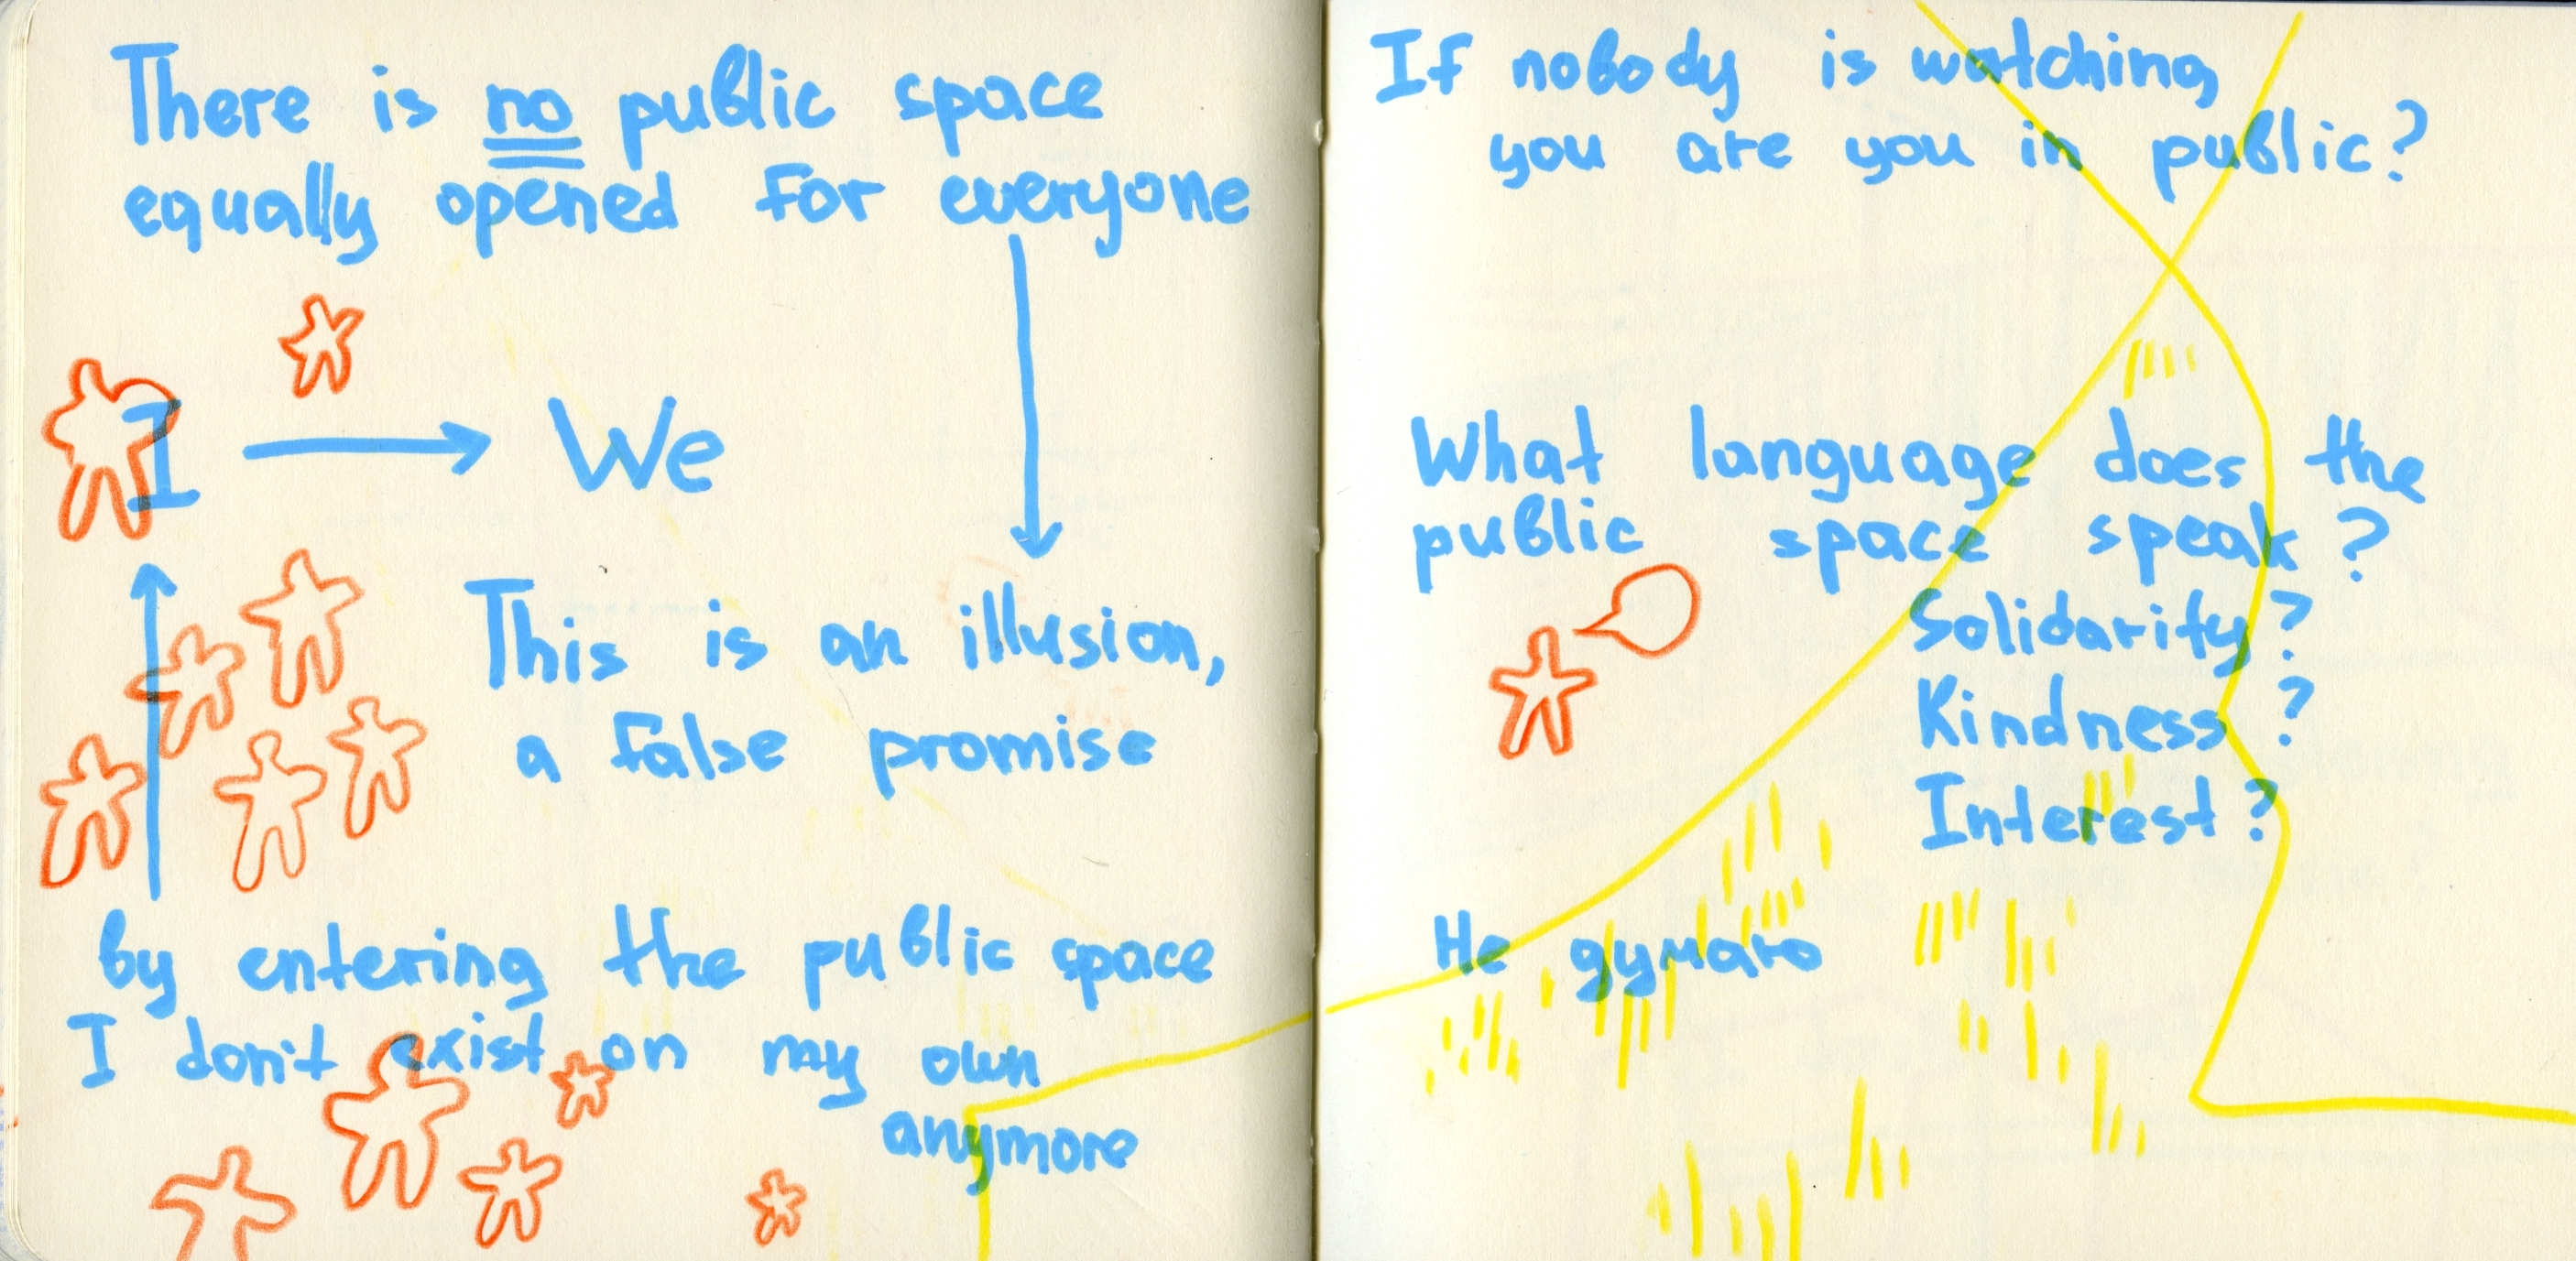 There is no public space
equally opened for everyone
I → We
This is an illusion,
a false promise
by entering the public space
I don't exist on my own
anymore
If nobody is watching
you are you in public?
What language does the
public space speak?
Solidarity?
Kindness?
Interest?
Не думаю